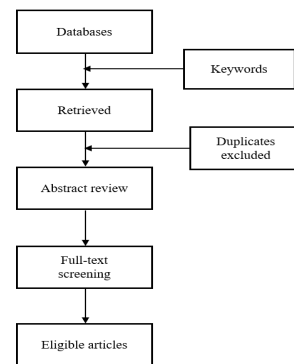 Databases
Keywords
Retrieved
Duplicates
excluded
Abstract review
Full-text
screening
Eligible articles